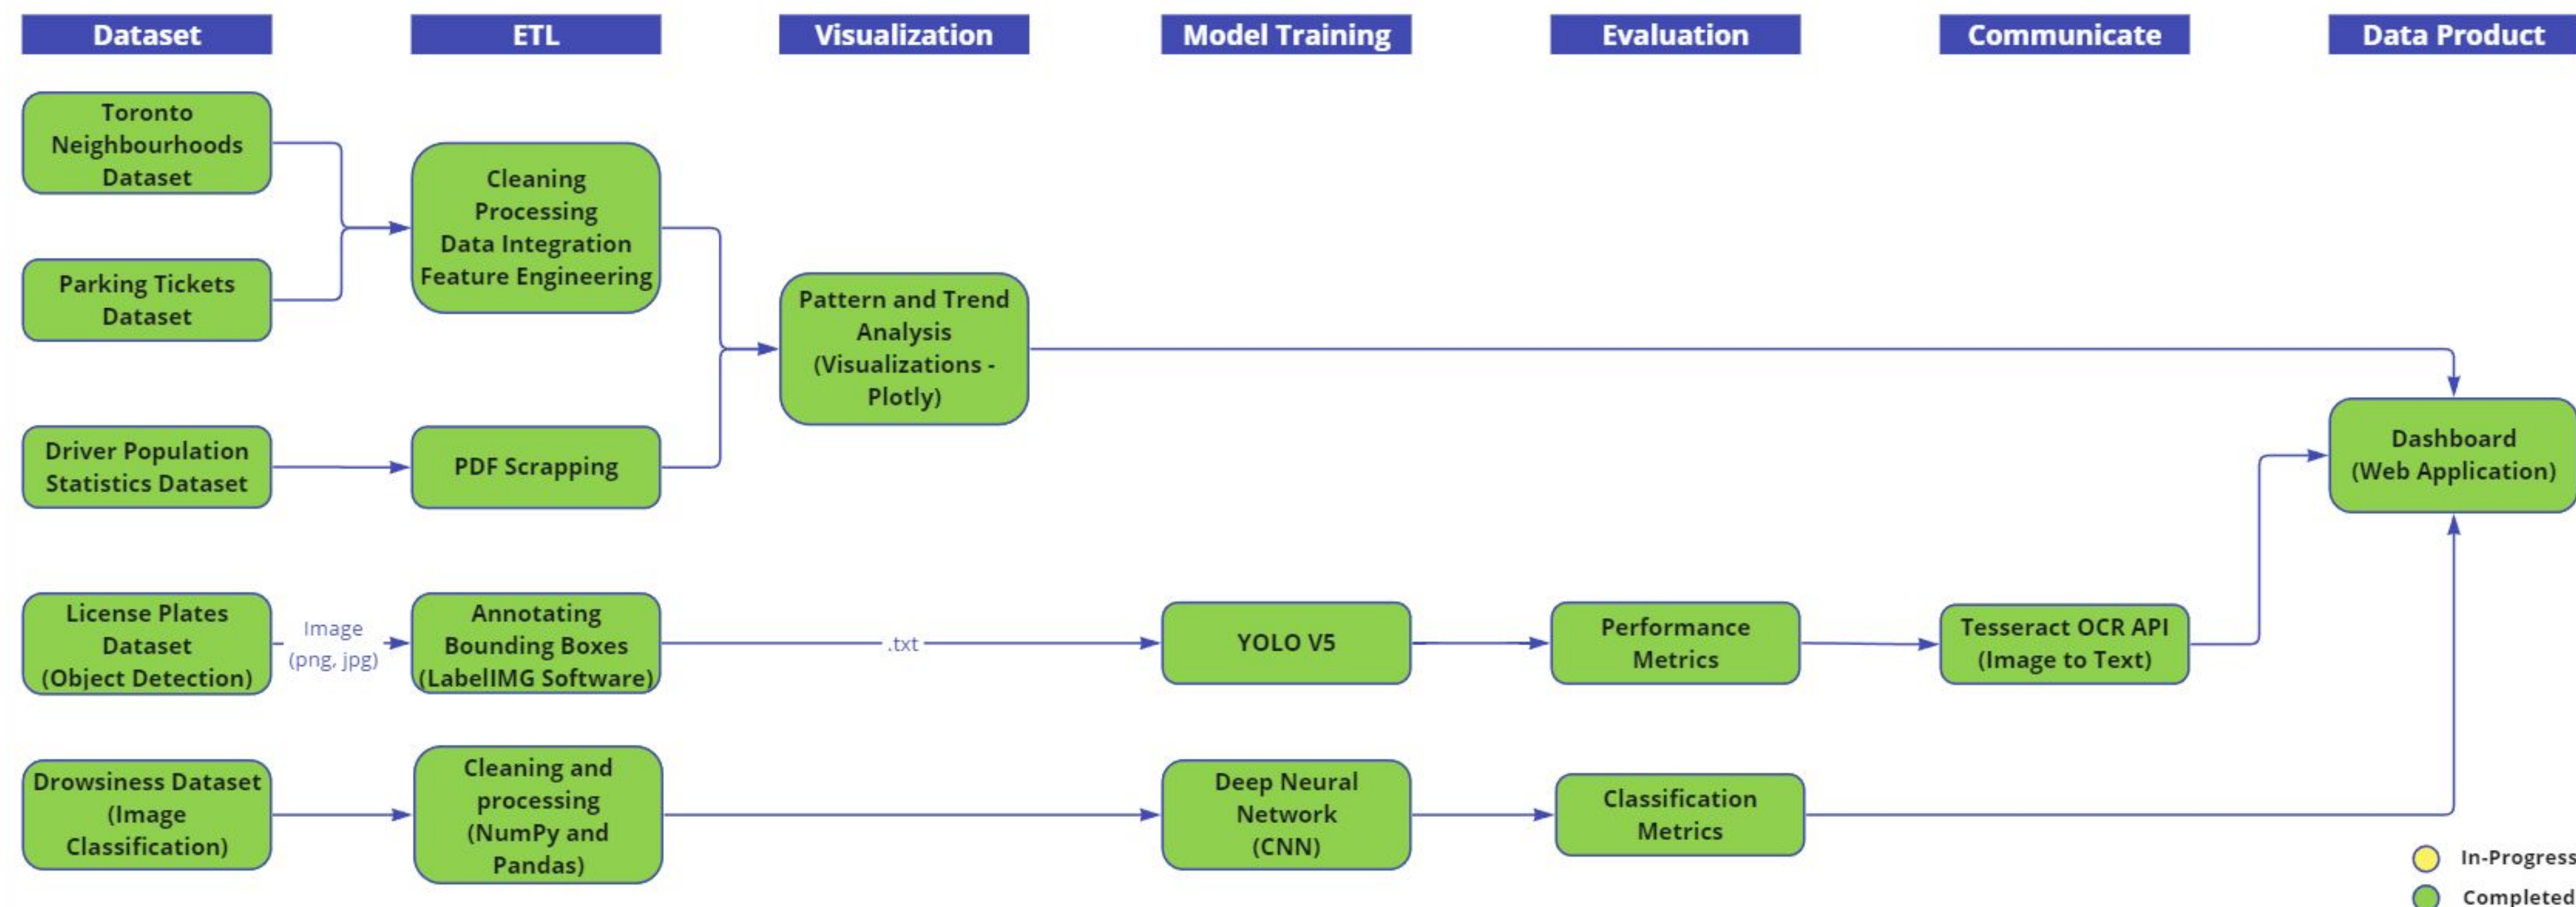 Dataset
ETL
Visualization
Model Training
Evaluation
Communicate
Data Product
Toronto
Neighbourhoods
Dataset
Parking Tickets
Dataset
Driver Population
Statistics Dataset
License Plates
Dataset
(Object Detection)
Drowsiness Dataset
(Image
Classification)
Image
(png, jpg)
Cleaning
Processing
Data Integration
Feature Engineering
PDF Scrapping
Annotating
Bounding Boxes
(LabelIMG Software)
Cleaning and
processing
(NumPy and
Pandas)
Pattern and Trend
Analysis
(Visualizations -
Plotly)
.txt
YOLO V5
Deep Neural
Network
(CNN)
Performance
Metrics
Classification
Metrics
Tesseract OCR API
(Image to Text)
Dashboard
(Web Application)
In-Progress
Completed